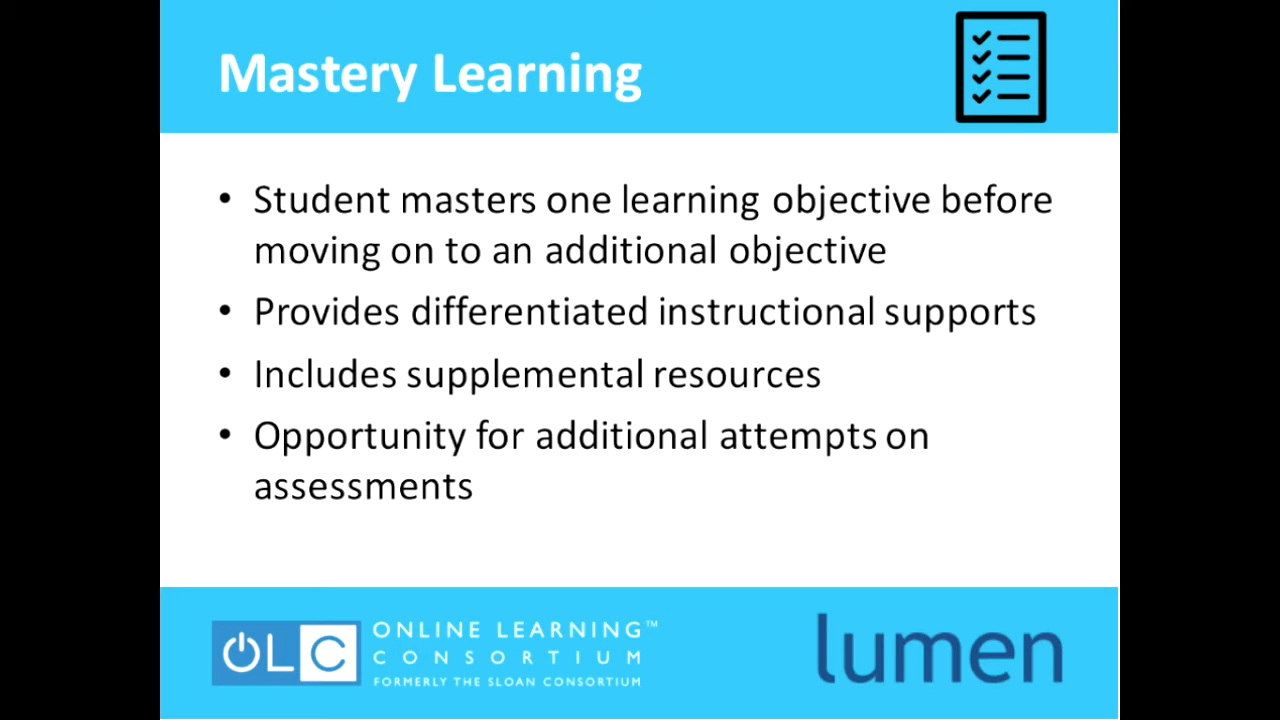 Mastery Learning
• Student masters one learning objective before
moving on to an additional objective
• Provides differentiated instructional supports
• Includes supplemental resources
• Opportunity for additional attempts on
assessments
OLC
ONLINE LEARNING™
CONSORTIUM
FORMERLY THE SLOAN CONSORTIUM
lumen